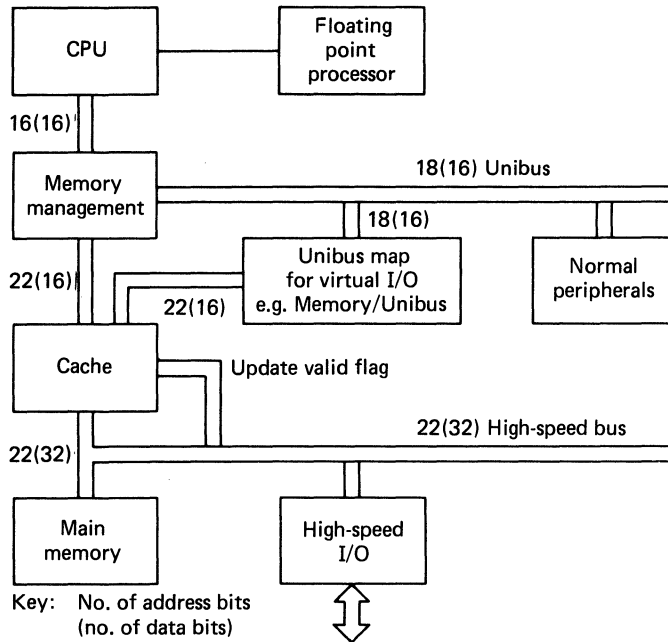 CPU
Floating
point
processor
16(16)
18(16) Unibus
Memory
management
18(16)
22(16)
Unibus map
for virtual I/O
e.g. Memory/Unibus
Normal
peripherals
22(16)
Cache
Update valid flag
22(32) High-speed bus
22(32)
Main
memory
High-speed
I/O
Key: No. of address bits
(no. of data bits)